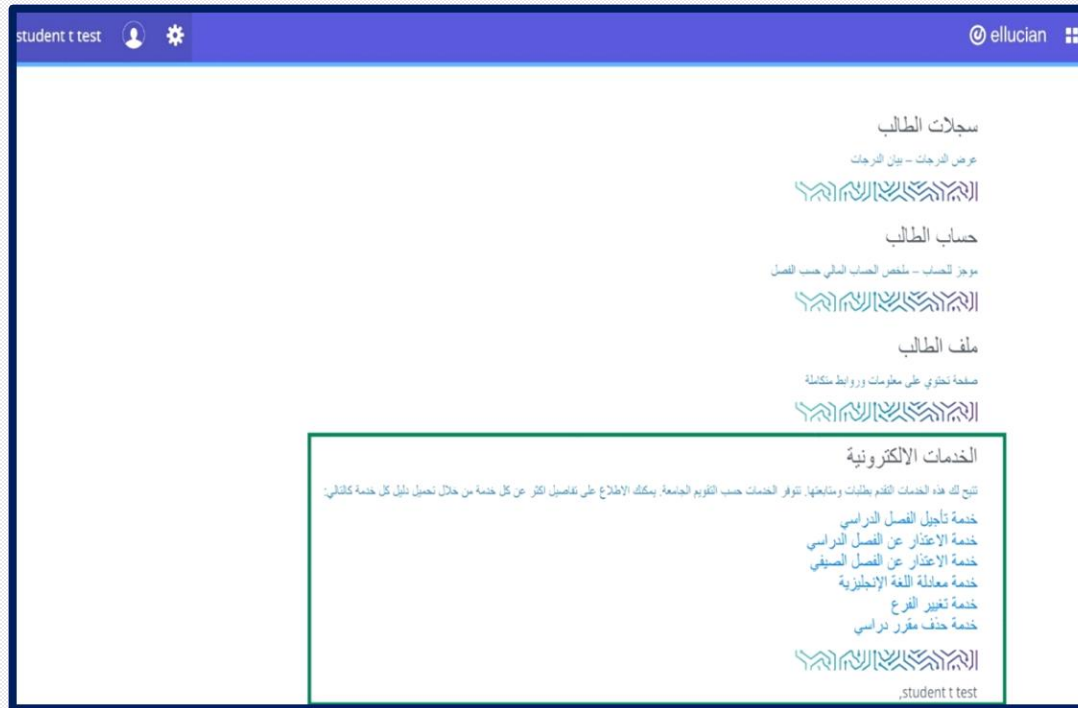 student t test
ellucian
سجلات الطالب
عرض الدرجات – بيان الدرجات
حساب الطالب
موجز للحساب – ملخص الحساب المالي حسب الفصل
ملف الطالب
صفحة تحتوي على معلومات وروابط متكاملة
الخدمات الالكترونية
تتيح لك هذه الخدمات التقدم بطلبات ومتابعتها. تتوفر الخدمات حسب التقويم الجامعة. يمكنك الاطلاع على تفاصيل اكثر عن كل خدمة من خلال تحميل دليل كل خدمة كالتالي:
خدمة تأجيل الفصل الدراسي
خدمة الاعتذار عن الفصل الدراسي
خدمة الاعتذار عن الفصل الصيفي
خدمة معادلة اللغة الإنجليزية
خدمة تغيير الفرع
خدمة حذف مقرر دراسي
,student t test